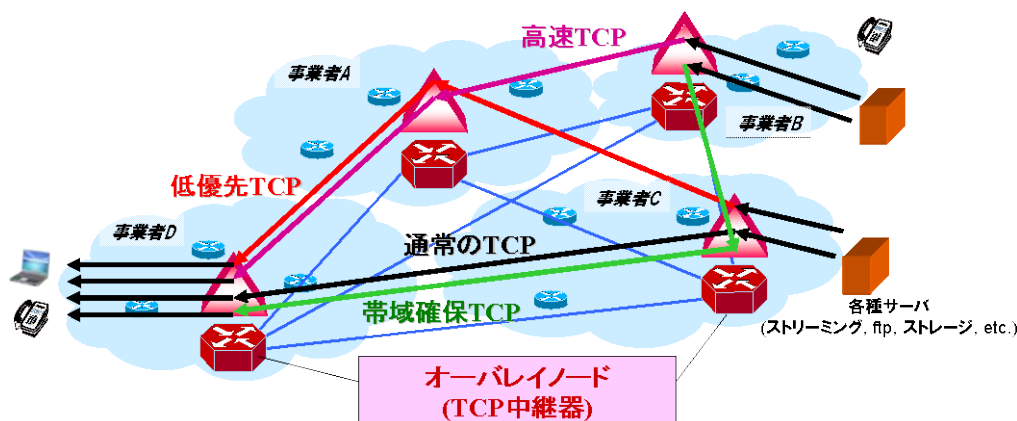 高速TCP
事業者A
事業者B
低優先TCP
事業者C
事業者D
通常のTCP
帯域確保TCP
各種サーバ
(ストリーミング, ftp, ストレージ, etc.)
オーバレイノード
(TCP中継器)